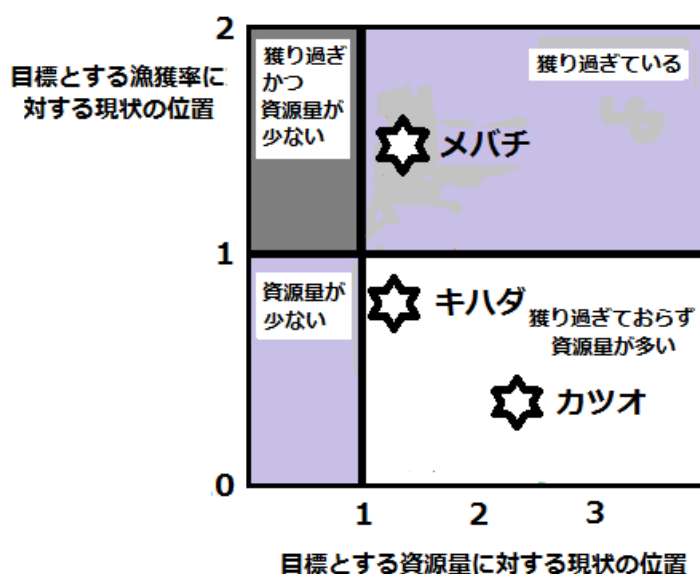 2
目標とする漁獲率に
対する現状の位置
獲り過ぎ
かつ
資源量が
少ない
獲り過ぎている
メバチ
1
資源量が
少ない
キハダ
獲り過ぎておらず
資源量が多い
カツオ
0
1 2 3
目標とする資源量に対する現状の位置